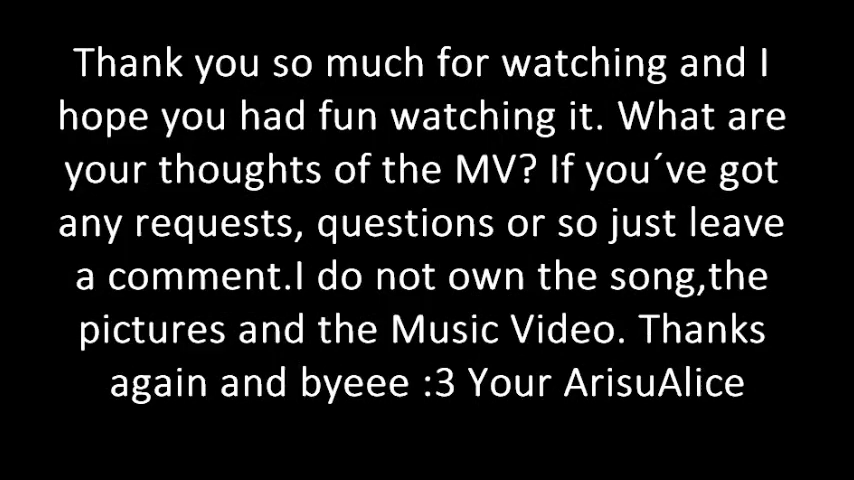 Thank you so much for watching and I
hope you had fun watching it. What are
your thoughts of the MV? If you´ve got
any requests, questions or so just leave
a comment.I do not own the song,the
pictures and the Music Video. Thanks
again and byeee :3 Your ArisuAlice